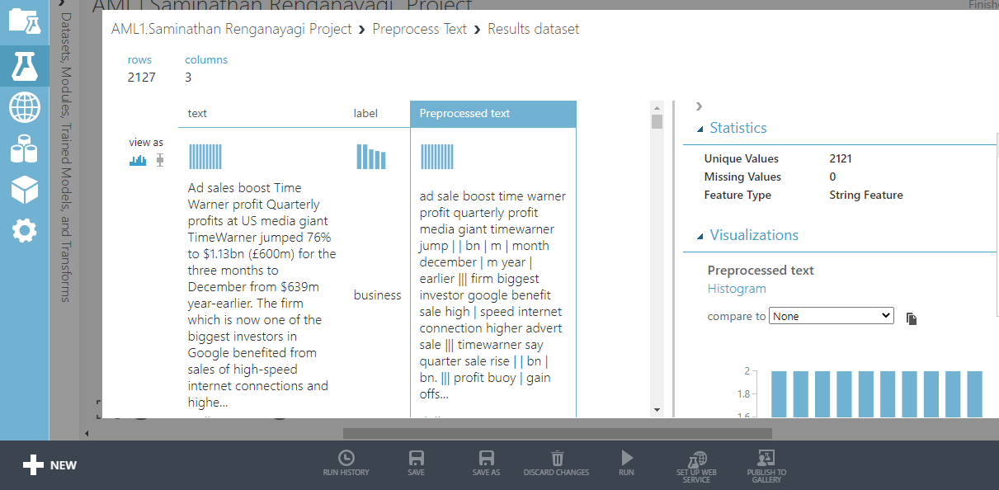 AML1.Saminathan Renganayagi Project
Finish
Datasets, Modules, Trained Models, and Transforms
AML1.Saminathan Renganayagi Project > Preprocess Text > Results dataset
rows
columns
2127
3
text
label
Preprocessed text
view as
Ad sales boost Time
Warner profit Quarterly
profits at US media giant
TimeWarner jumped 76%
to $1.13bn (£600m) for the
three months to
December from $639m
year-earlier. The firm
which is now one of the
biggest investors in
Google benefited from
sales of high-speed
internet connections and
highe...
business
ad sale boost time warner
profit quarterly profit
media giant timewarner
jump | | bn | m | month
december | m year |
earlier ||| firm biggest
investor google benefit
sale high | speed internet
connection higher advert
sale ||| timewarner say
quarter sale rise | | bn |
bn. ||| profit buoy | gain
offs...
Statistics
Unique Values 2121
Missing Values 0
Feature Type String Feature
Visualizations
Preprocessed text
Histogram
compare to None
2
1.8
1.6
NEW
RUN HISTORY
SAVE
SAVE AS
DISCARD CHANGES
RUN
SET UP WEB
SERVICE
PUBLISH TO
GALLERY